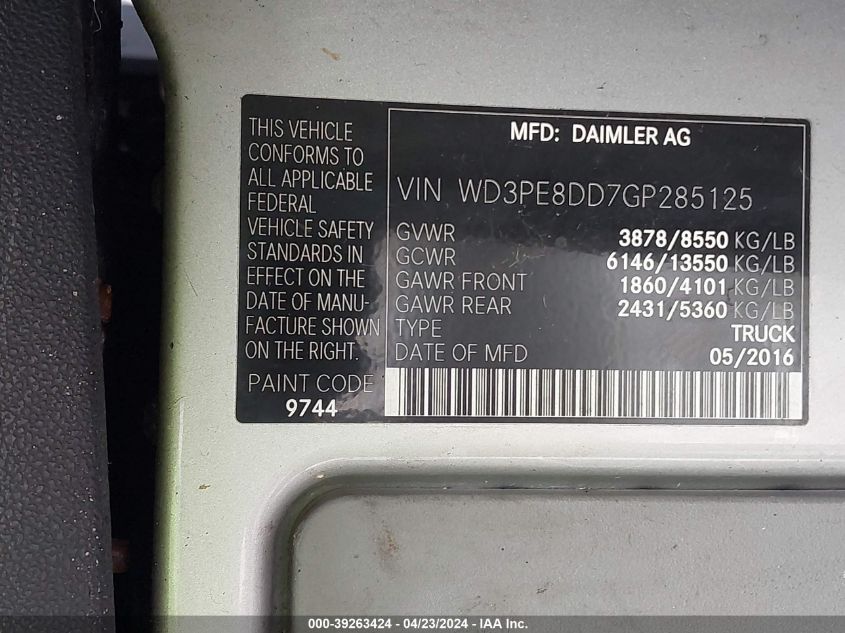 THIS VEHICLE
CONFORMS TO
ALL APPLICABLE
FEDERAL
VEHICLE SAFETY
STANDARDS IN
EFFECT ON THE
DATE OF MANU-
FACTURE SHOWN
ON THE RIGHT.
PAINT CODE
9744
MFD: DAIMLER AG
VIN WD3PE8DD7GP285125
GVWR 3878/8550 KG/LB
GCWR 6146/13550 KG/LB
GAWR FRONT 1860/4101 KG/LB
GAWR REAR 2431/5360 KG/LB
TYPE TRUCK
DATE OF MFD 05/2016
000-39263424 - 04/23/2024 - IAA Inc.